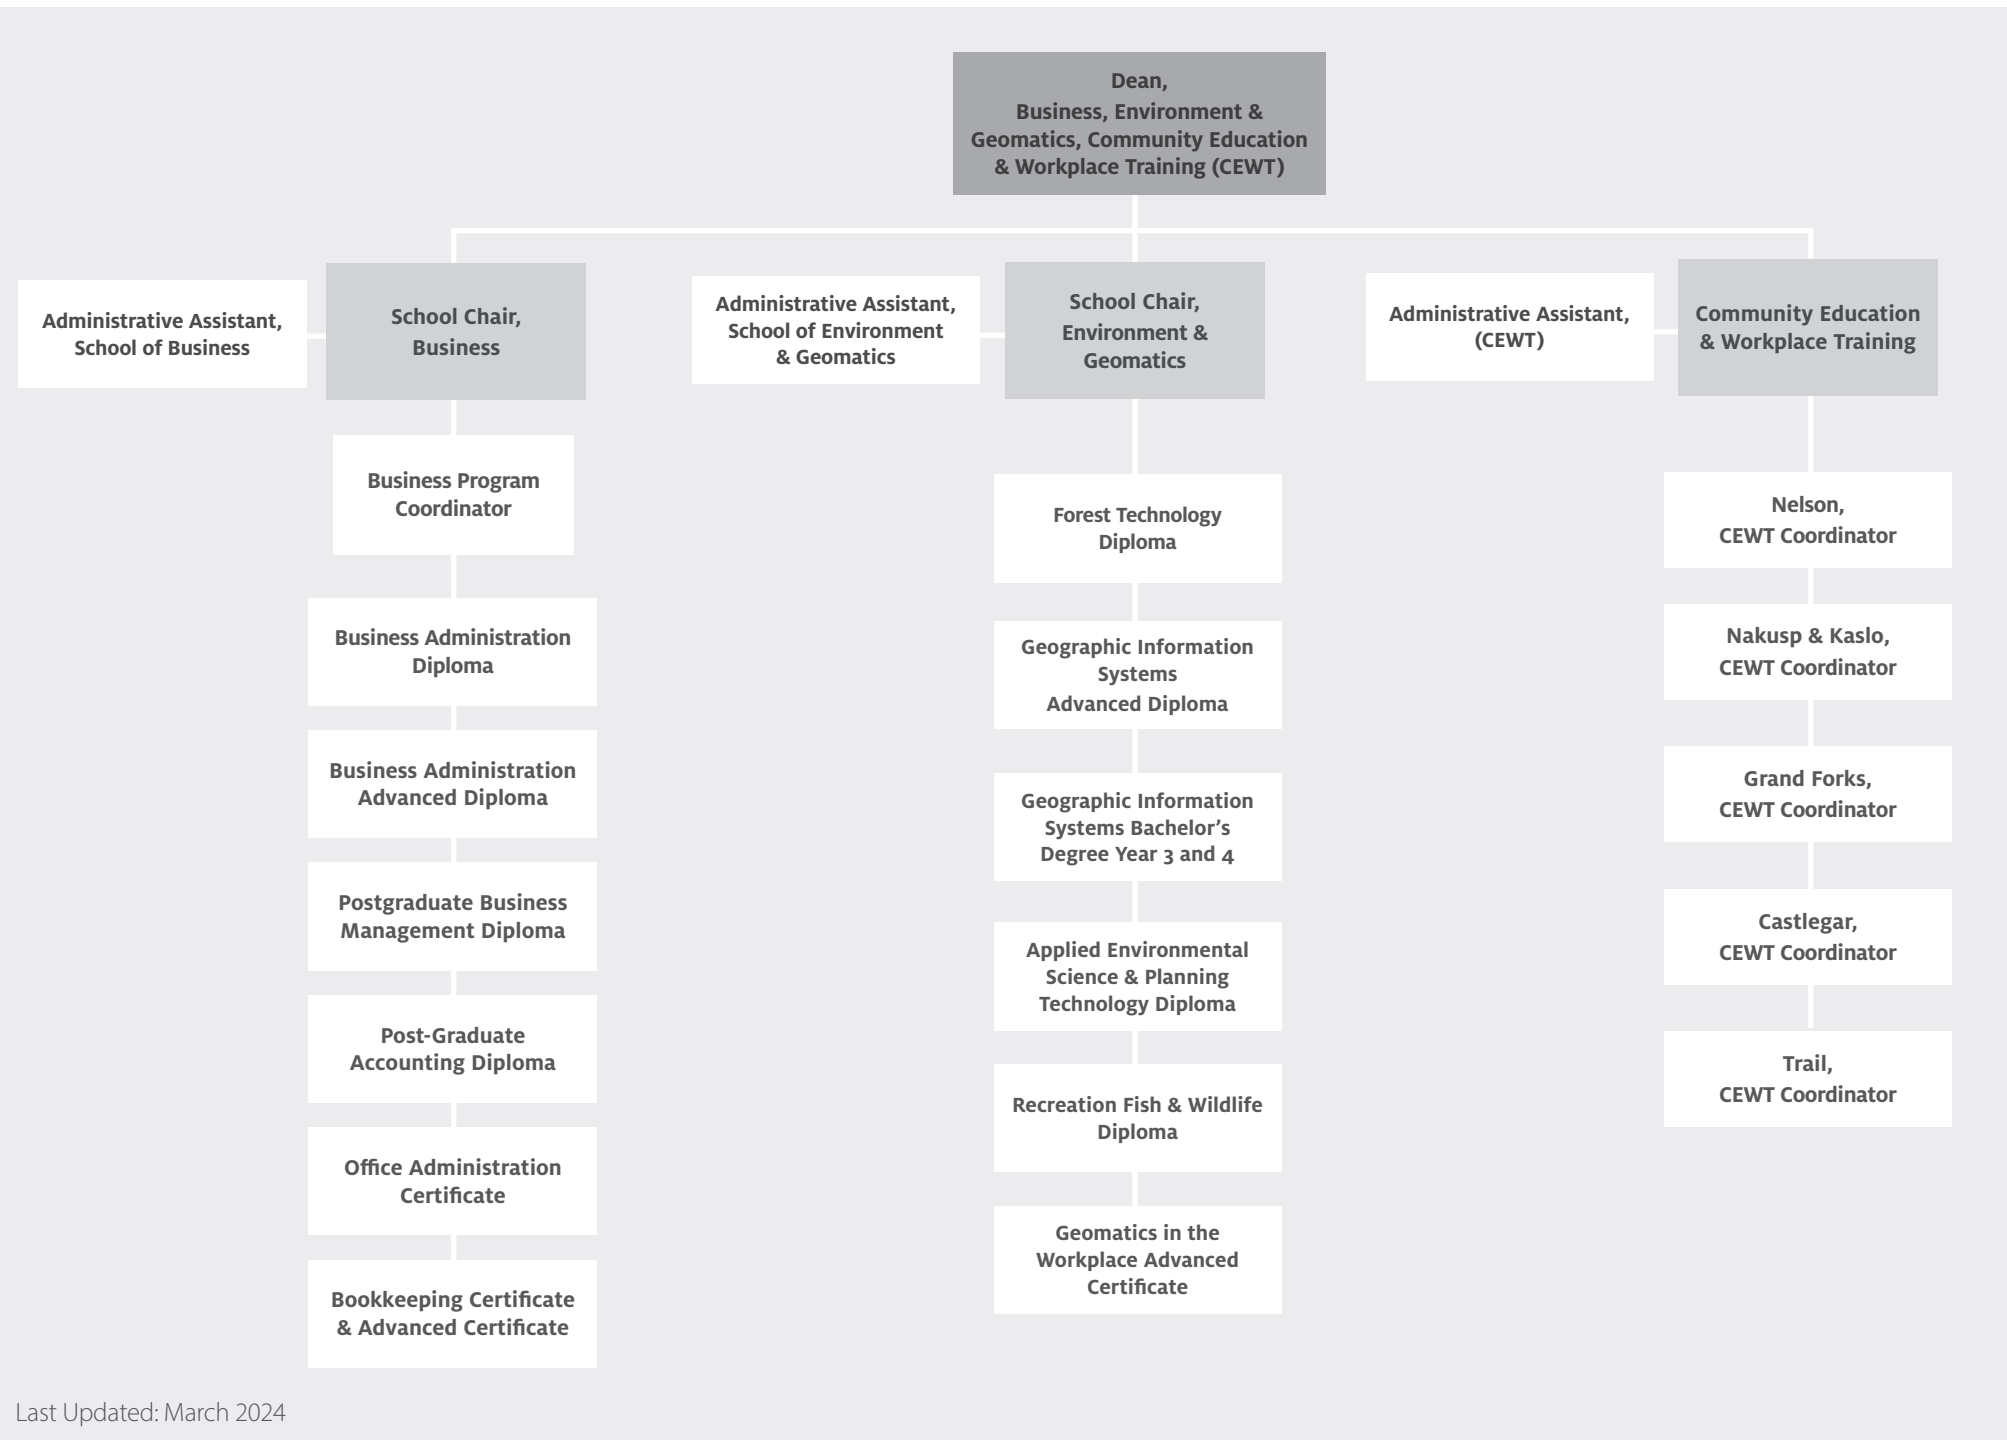 Dean,
Business, Environment &
Geomatics, Community Education
& Workplace Training (CEWT)
Administrative Assistant,
School of Business
School Chair,
Business
Administrative Assistant,
School of Environment
& Geomatics
School Chair,
Environment &
Geomatics
Administrative Assistant,
(CEWT)
Community Education
& Workplace Training
Business Program
Coordinator
Business Administration
Diploma
Business Administration
Advanced Diploma
Postgraduate Business
Management Diploma
Post-Graduate
Accounting Diploma
Office Administration
Certificate
Bookkeeping Certificate
& Advanced Certificate
Forest Technology
Diploma
Geographic Information
Systems
Advanced Diploma
Geographic Information
Systems Bachelor’s
Degree Year 3 and 4
Applied Environmental
Science & Planning
Technology Diploma
Recreation Fish & Wildlife
Diploma
Geomatics in the
Workplace Advanced
Certificate
Nelson,
CEWT Coordinator
Nakusp & Kaslo,
CEWT Coordinator
Grand Forks,
CEWT Coordinator
Castlegar,
CEWT Coordinator
Trail,
CEWT Coordinator
Last Updated: March 2024